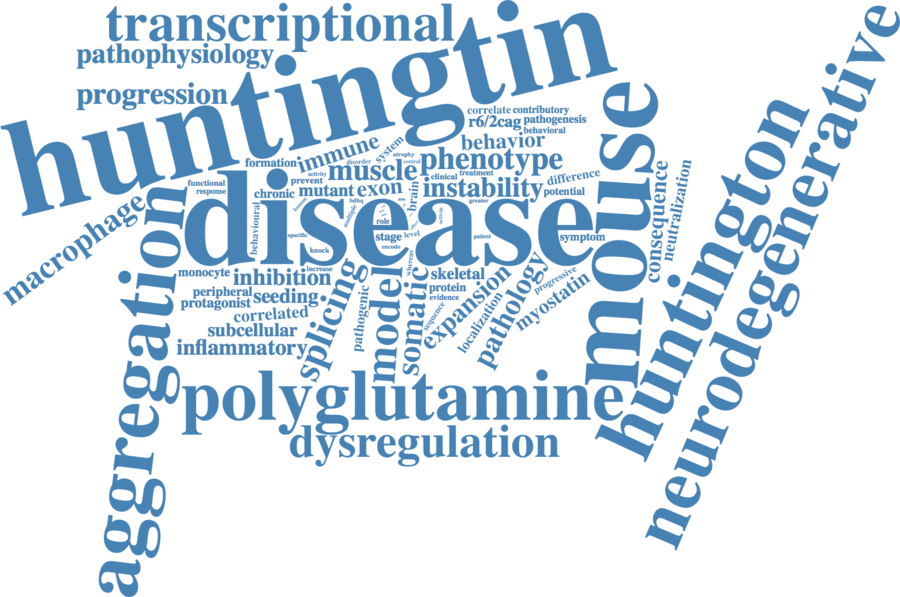 transcriptional
pathophysiology
huntingtin
progression
correlate
contributory
r6/2cag
pathogenesis
behavioral
behavior
immune
system
formation
disorder
atrophy
central
muscle
phenotype
activity
prevent
clinical
treatment
functional
response
chronic
mutant
exon
brain
instability
difference
potential
greater
macrophage
disease
mouse
huntington
neurodegenerative
consequence
neutralization
aggregation
behavioural
human
multiple
bdhq
data
role
stage
level
encode
specific
knock
patient
symptom
whereas
monocyte
inhibition
increase
peripheral
seeding
protagonist
correlated
subcellular
inflammatory
splicing
pathogenic
model
somatic
skeletal
protein
evidence
sequence
expansion
localization
pathology
progressive
myostatin
polyglutamine
dysregulation